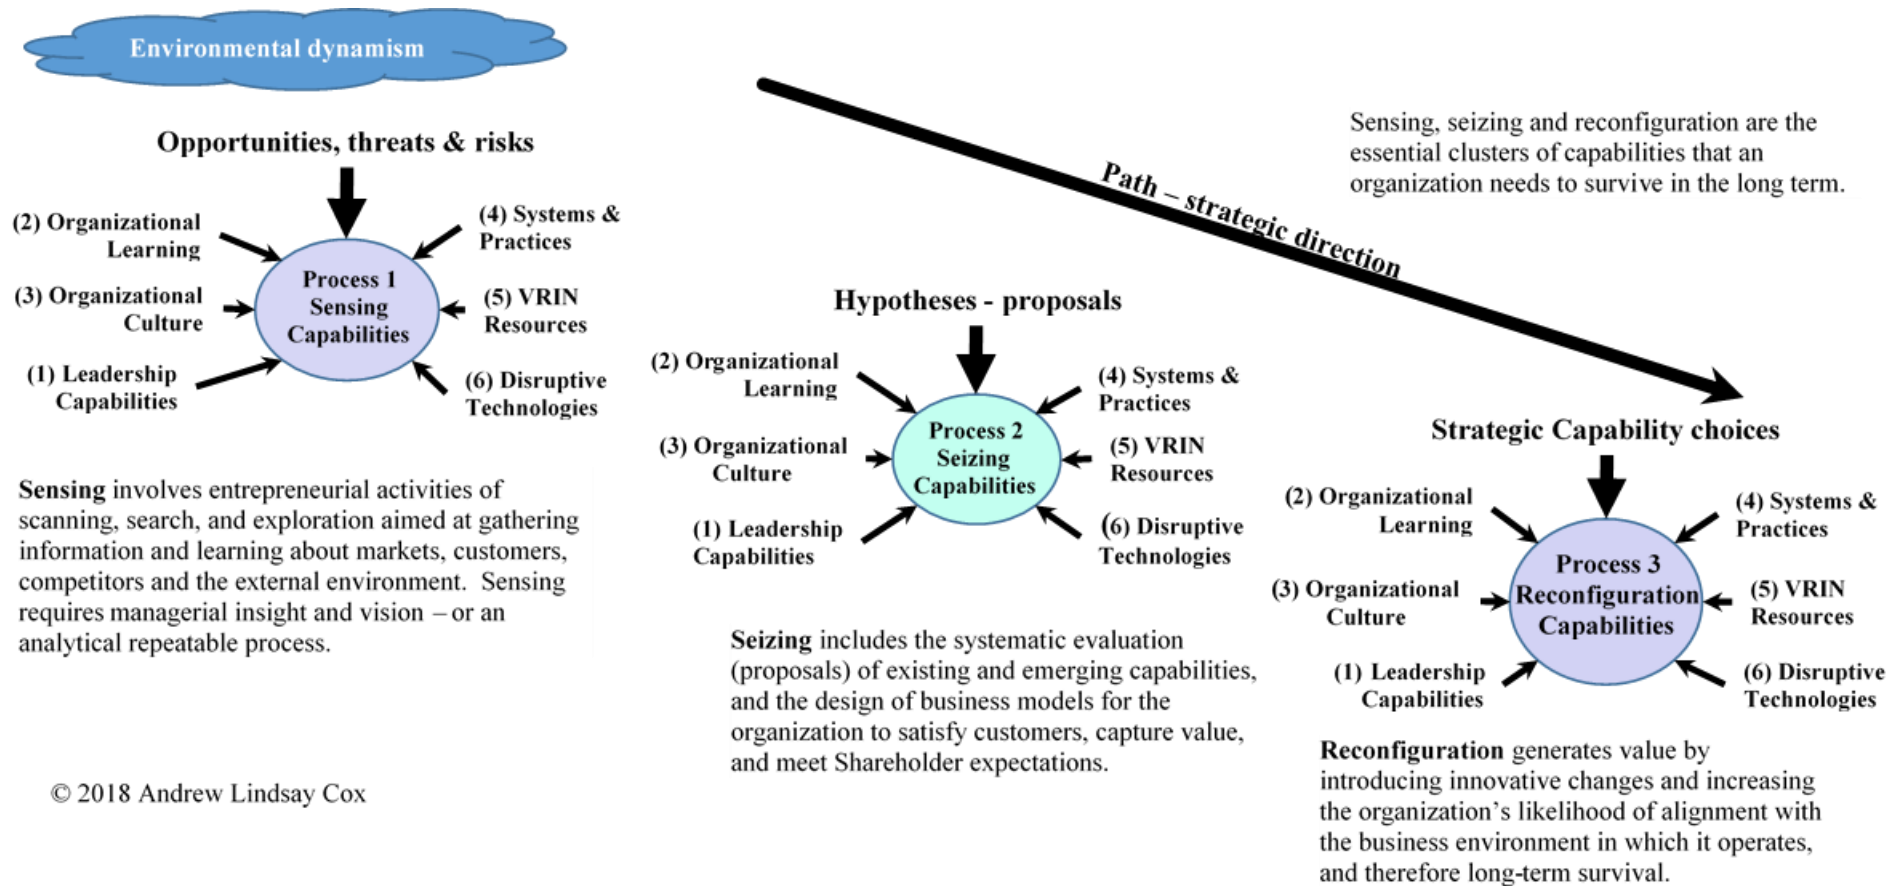 Environmental dynamism
Opportunities, threats & risks
(2) Organizational
Learning
(4) Systems &
Practices
(3) Organizational
Culture
Process 1
Sensing
Capabilities
(5) VRIN
Resources
(1) Leadership
Capabilities
(6) Disruptive
Technologies
Sensing involves entrepreneurial activities of
scanning, search, and exploration aimed at gathering
information and learning about markets, customers,
competitors and the external environment.  Sensing
requires managerial insight and vision – or an
analytical repeatable process.
© 2018 Andrew Lindsay Cox
Path – strategic direction
Sensing, seizing and reconfiguration are the
essential clusters of capabilities that an
organization needs to survive in the long term.
Hypotheses - proposals
(2) Organizational
Learning
(4) Systems &
Practices
(3) Organizational
Culture
Process 2
Seizing
Capabilities
(5) VRIN
Resources
(1) Leadership
Capabilities
(6) Disruptive
Technologies
Seizing includes the systematic evaluation
(proposals) of existing and emerging capabilities,
and the design of business models for the
organization to satisfy customers, capture value,
and meet Shareholder expectations.
Strategic Capability choices
(2) Organizational
Learning
(4) Systems &
Practices
(3) Organizational
Culture
Process 3
Reconfiguration
Capabilities
(5) VRIN
Resources
(1) Leadership
Capabilities
(6) Disruptive
Technologies
Reconfiguration generates value by
introducing innovative changes and increasing
the organization’s likelihood of alignment with
the business environment in which it operates,
and therefore long-term survival.